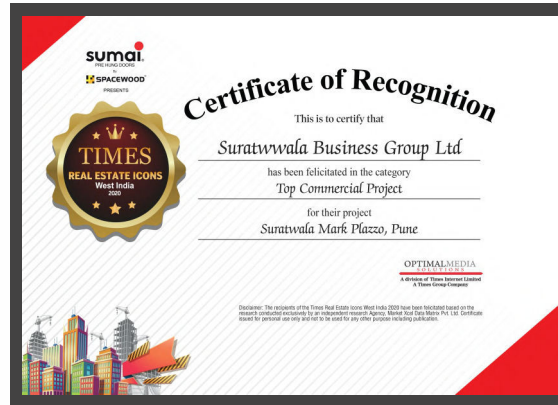 sumai
PRE HUNG DOORS
by
SPACEWOOD
PRESENTS
Certificate of Recognition
This is to certify that
Suratwwala Business Group Ltd
has been felicitated in the category
Top Commercial Project
for their project
Suratwala Mark Plazzo, Pune
TIMES
REAL ESTATE ICONS
West India
2020
OPTIMALMEDIA
SOLUTIONS
A division of Times Internet Limited
A Times Group Company
Disclaimer: The recipients of the Times Real Estate Icons West India 2020 have been felicitated based on the
research conducted exclusively by an independent research Agency, Market Xcel Data Matrix Pvt. Ltd. Certificate
issued for personal use only and not to be used for any other purpose including publication.